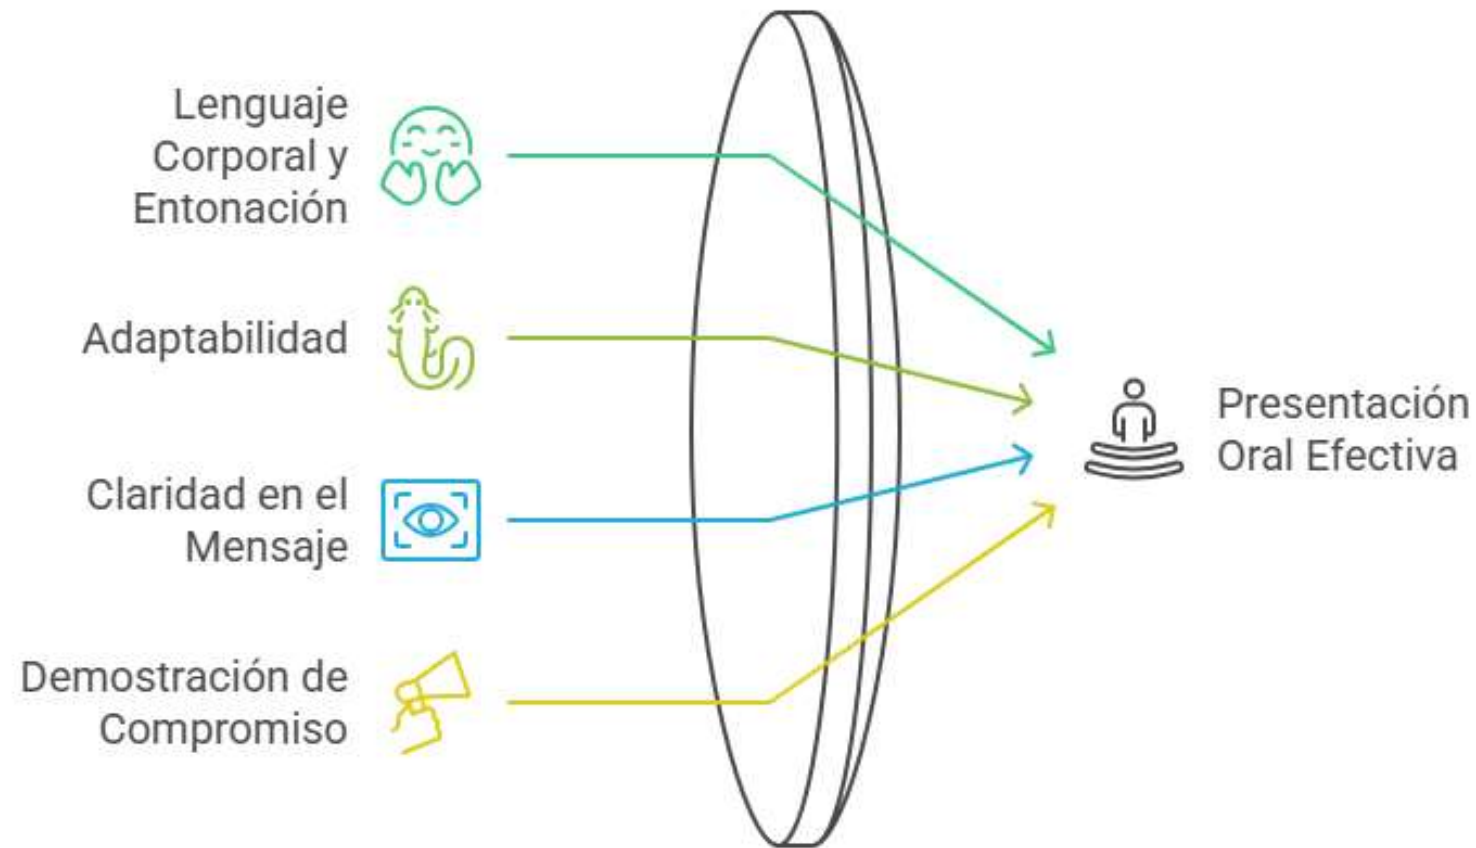 Lenguaje
Corporal y
Entonación
Adaptabilidad
Claridad en el
Mensaje
Demostración de
Compromiso
Presentación
Oral Efectiva